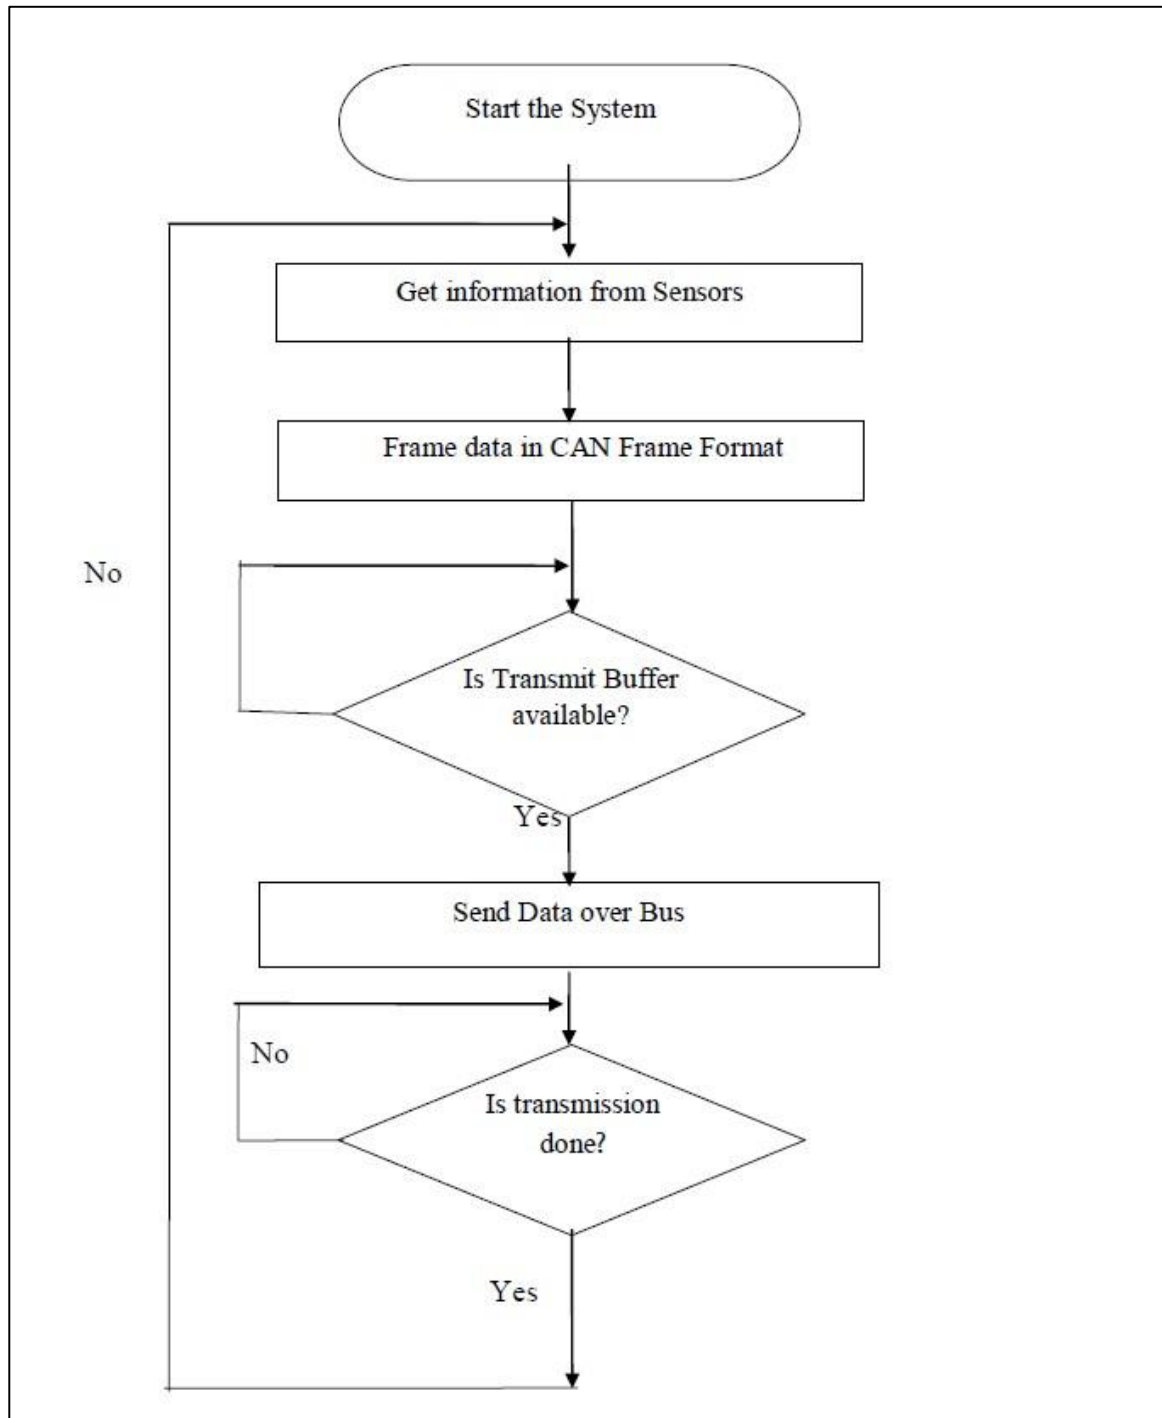 Start the System
Get information from Sensors
Frame data in CAN Frame Format
No
Is Transmit Buffer
available?
Yes
Send Data over Bus
No
Is transmission
done?
Yes